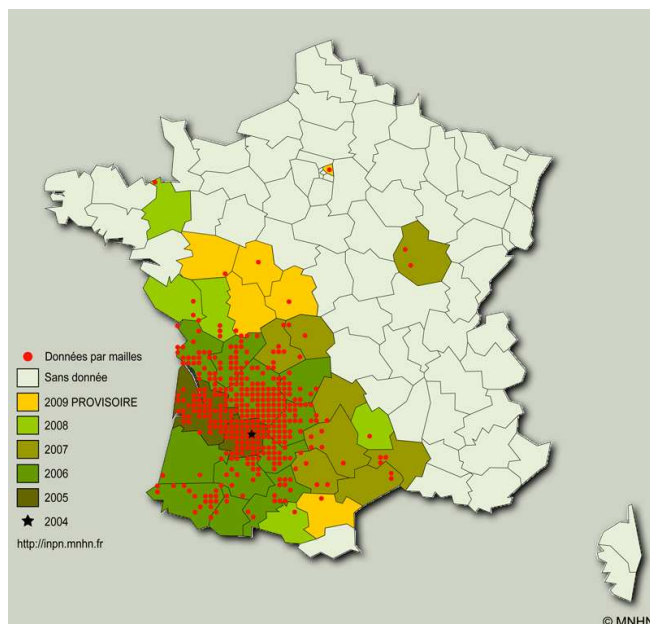 Données par mailles
Sans donnée
2009 PROVISOIRE
2008
2007
2006
2005
2004
http://inpn.mnhn.fr
© MNHN